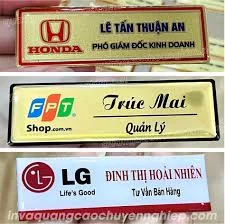 HONDA
LÊ TẤN THUẬN AN
PHÓ GIÁM ĐỐC KINH DOANH
FPT
Shop.com.vn
Trúc Mai
Quản Lý
LG
Life's Good
ĐINH THỊ HOÀI NHIÊN
Tư Vấn Bán Hàng
invaquangcaochuyennghiep.com